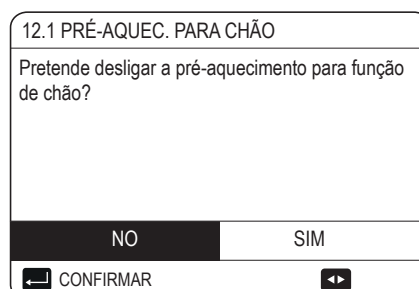 12.1 PRÉ-AQUEC. PARA CHÃO
Pretende desligar a pré-aquecimento para função
de chão?
NO
SIM
CONFIRMAR